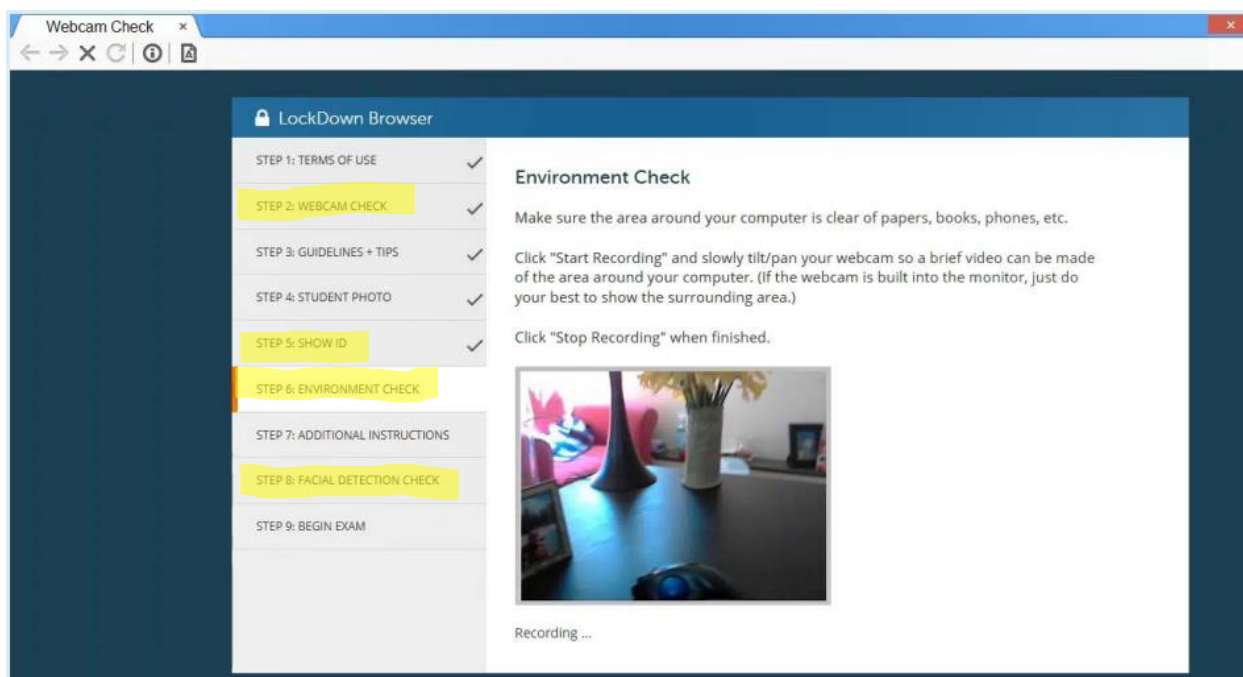 Webcam Check
LockDown Browser
STEP 1: TERMS OF USE
STEP 2: WEBCAM CHECK
STEP 3: GUIDELINES + TIPS
STEP 4: STUDENT PHOTO
STEP 5: SHOW ID
STEP 6: ENVIRONMENT CHECK
STEP 7: ADDITIONAL INSTRUCTIONS
STEP 8: FACIAL DETECTION CHECK
STEP 9: BEGIN EXAM
Environment Check
Make sure the area around your computer is clear of papers, books, phones, etc.
Click "Start Recording" and slowly tilt/pan your webcam so a brief video can be made
of the area around your computer. (If the webcam is built into the monitor, just do
your best to show the surrounding area.)
Click "Stop Recording" when finished.
Recording ...